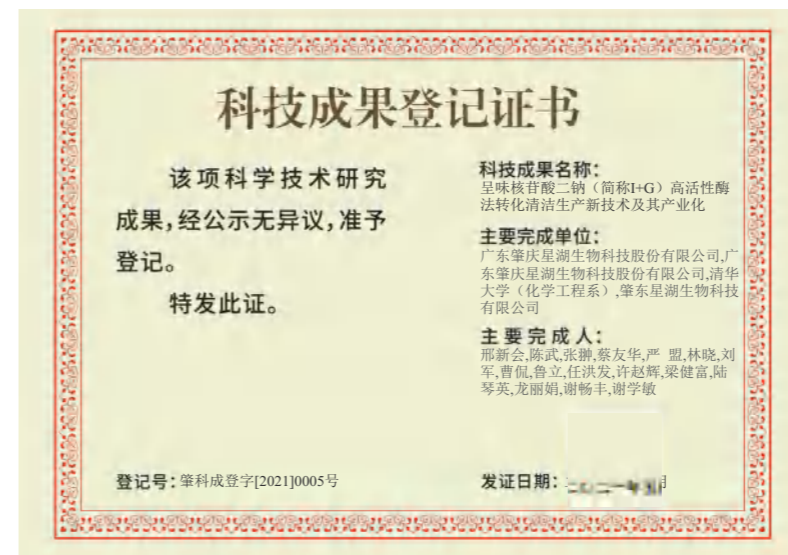 科技成果登记证书
该项科学技术研究
成果,经公示无异议,准予
登记。
特发此证。
科技成果名称:
呈味核苷酸二钠（简称I+G）高活性酶
法转化清洁生产新技术及其产业化
主要完成单位:
广东肇庆星湖生物科技股份有限公司,广
东肇庆星湖生物科技股份有限公司,清华
大学（化学工程系）,肇东星湖生物科技
有限公司
主要完成人:
邢新会,陈武,张翀,蔡友华,严 盟,林晓,刘
军,曹侃,鲁立,任洪发,许赵辉,梁健富,陆
琴英,龙丽娟,谢畅丰,谢学敏
登记号:肇科成登字[2021]0005号
发证日期: